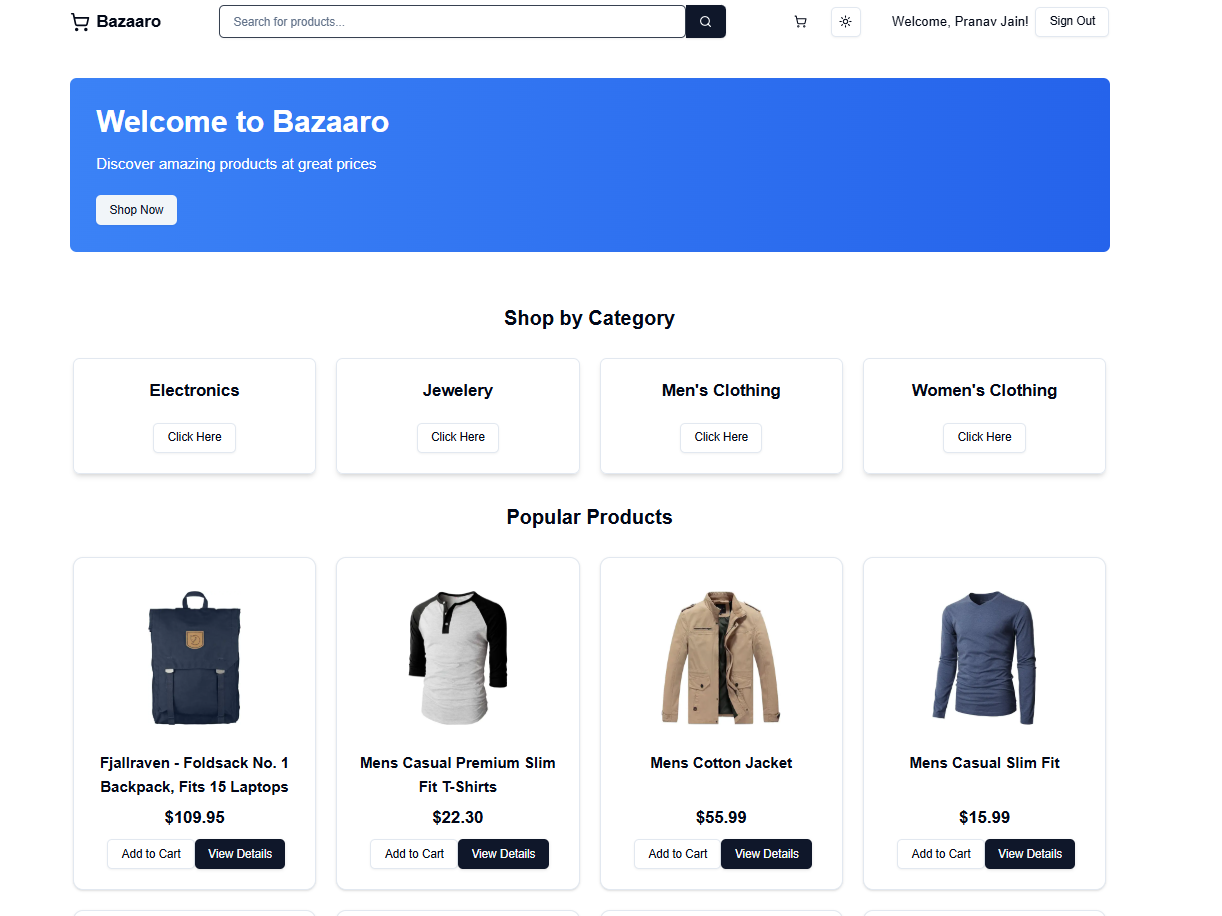 Bazaaro
Search for products...
Welcome, Pranav Jain!
Sign Out
Welcome to Bazaaro
Discover amazing products at great prices
Shop Now
Shop by Category
Electronics
Click Here
Jewelery
Click Here
Men's Clothing
Click Here
Women's Clothing
Click Here
Popular Products
Fjallraven - Foldsack No. 1
Backpack, Fits 15 Laptops
$109.95
Add to Cart
View Details
Mens Casual Premium Slim
Fit T-Shirts
$22.30
Add to Cart
View Details
Mens Cotton Jacket
$55.99
Add to Cart
View Details
Mens Casual Slim Fit
$15.99
Add to Cart
View Details